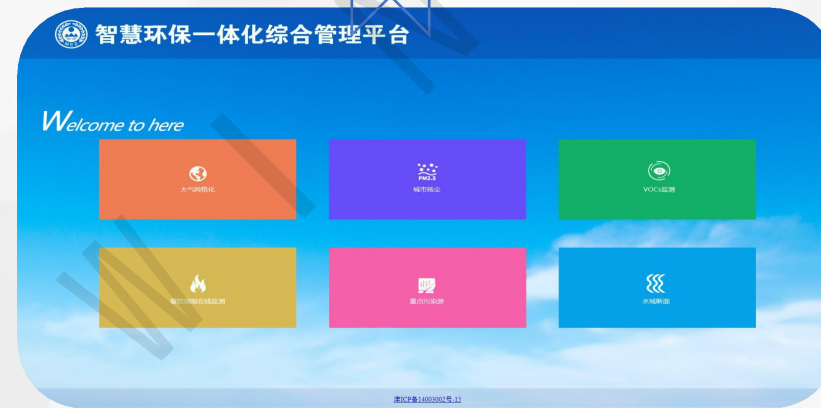 智慧环保一体化综合管理平台
Welcome to here
大气网格化
PM2.5
城市扬尘
VOCs监测
餐饮油烟在线监测
重点污染源
水域断面
津ICP备14003002号-15